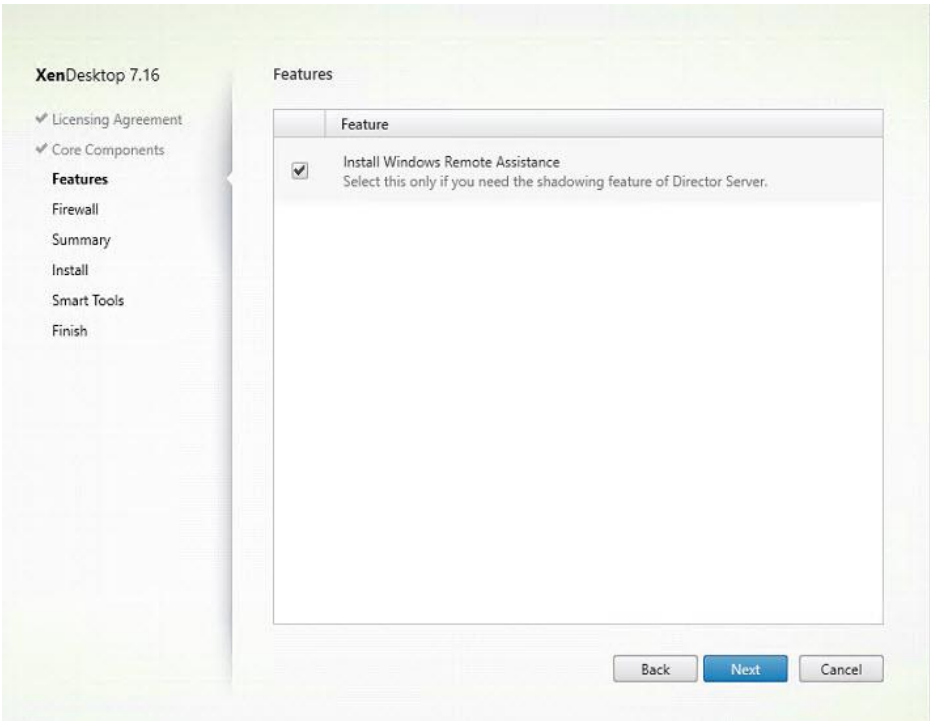 XenDesktop 7.16
Licensing Agreement
Core Components
Features
Firewall
Summary
Install
Smart Tools
Finish
Features
Feature
Install Windows Remote Assistance
Select this only if you need the shadowing feature of Director Server.
Back
Next
Cancel